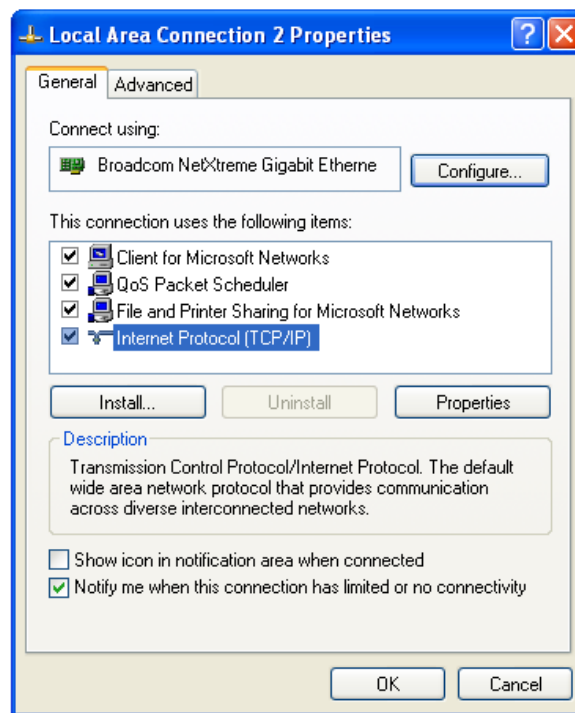 Local Area Connection 2 Properties
General
Advanced
Connect using:
Broadcom NetXtreme Gigabit Etherne
Configure...
This connection uses the following items:
Client for Microsoft Networks
QoS Packet Scheduler
File and Printer Sharing for Microsoft Networks
Internet Protocol (TCP/IP)
Install...
Uninstall
Properties
Description
Transmission Control Protocol/Internet Protocol. The default
wide area network protocol that provides communication
across diverse interconnected networks.
Show icon in notification area when connected
Notify me when this connection has limited or no connectivity
OK
Cancel